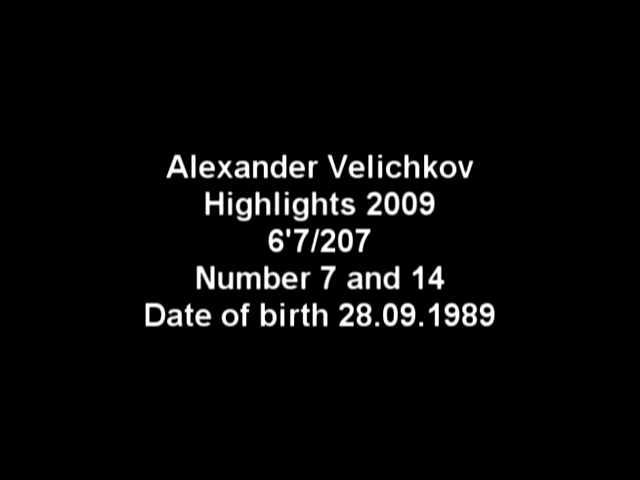 Alexander Velichkov
Highlights 2009
6'7/207
Number 7 and 14
Date of birth 28.09.1989